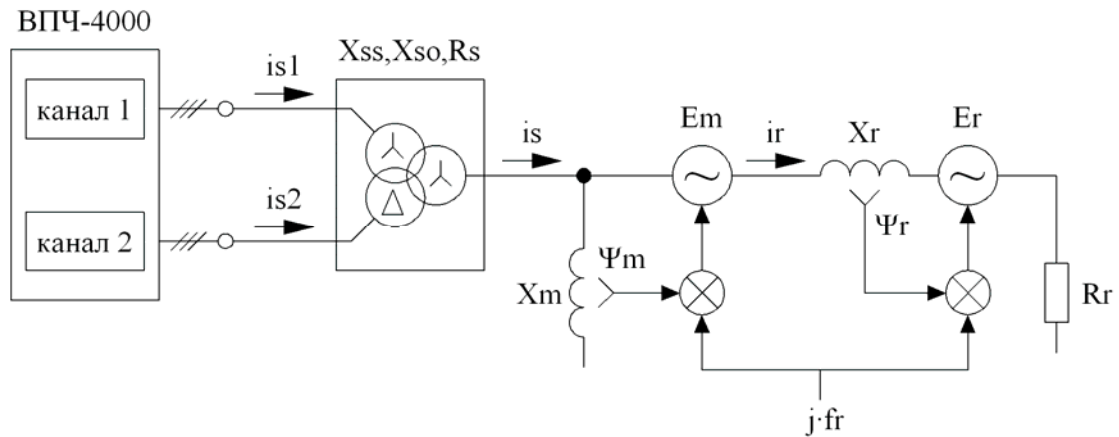 ВПЧ-4000
канал 1
канал 2
is1
is2
Xss,Xso,Rs
is
Em
ir
Xr
Er
Ψm
Xm
Ψr
Rr
j·fr